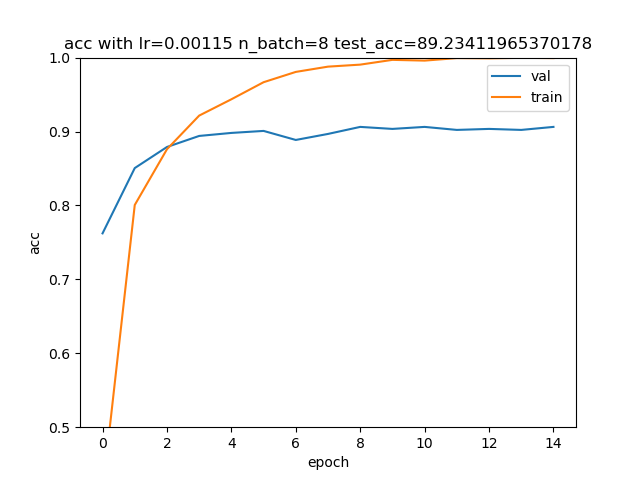 acc with lr=0.00115 n_batch=8 test_acc=89.23411965370178
1.0
0.9
0.8
0.7
0.6
0.5
acc
val
train
0 2 4 6 8 10 12 14
epoch